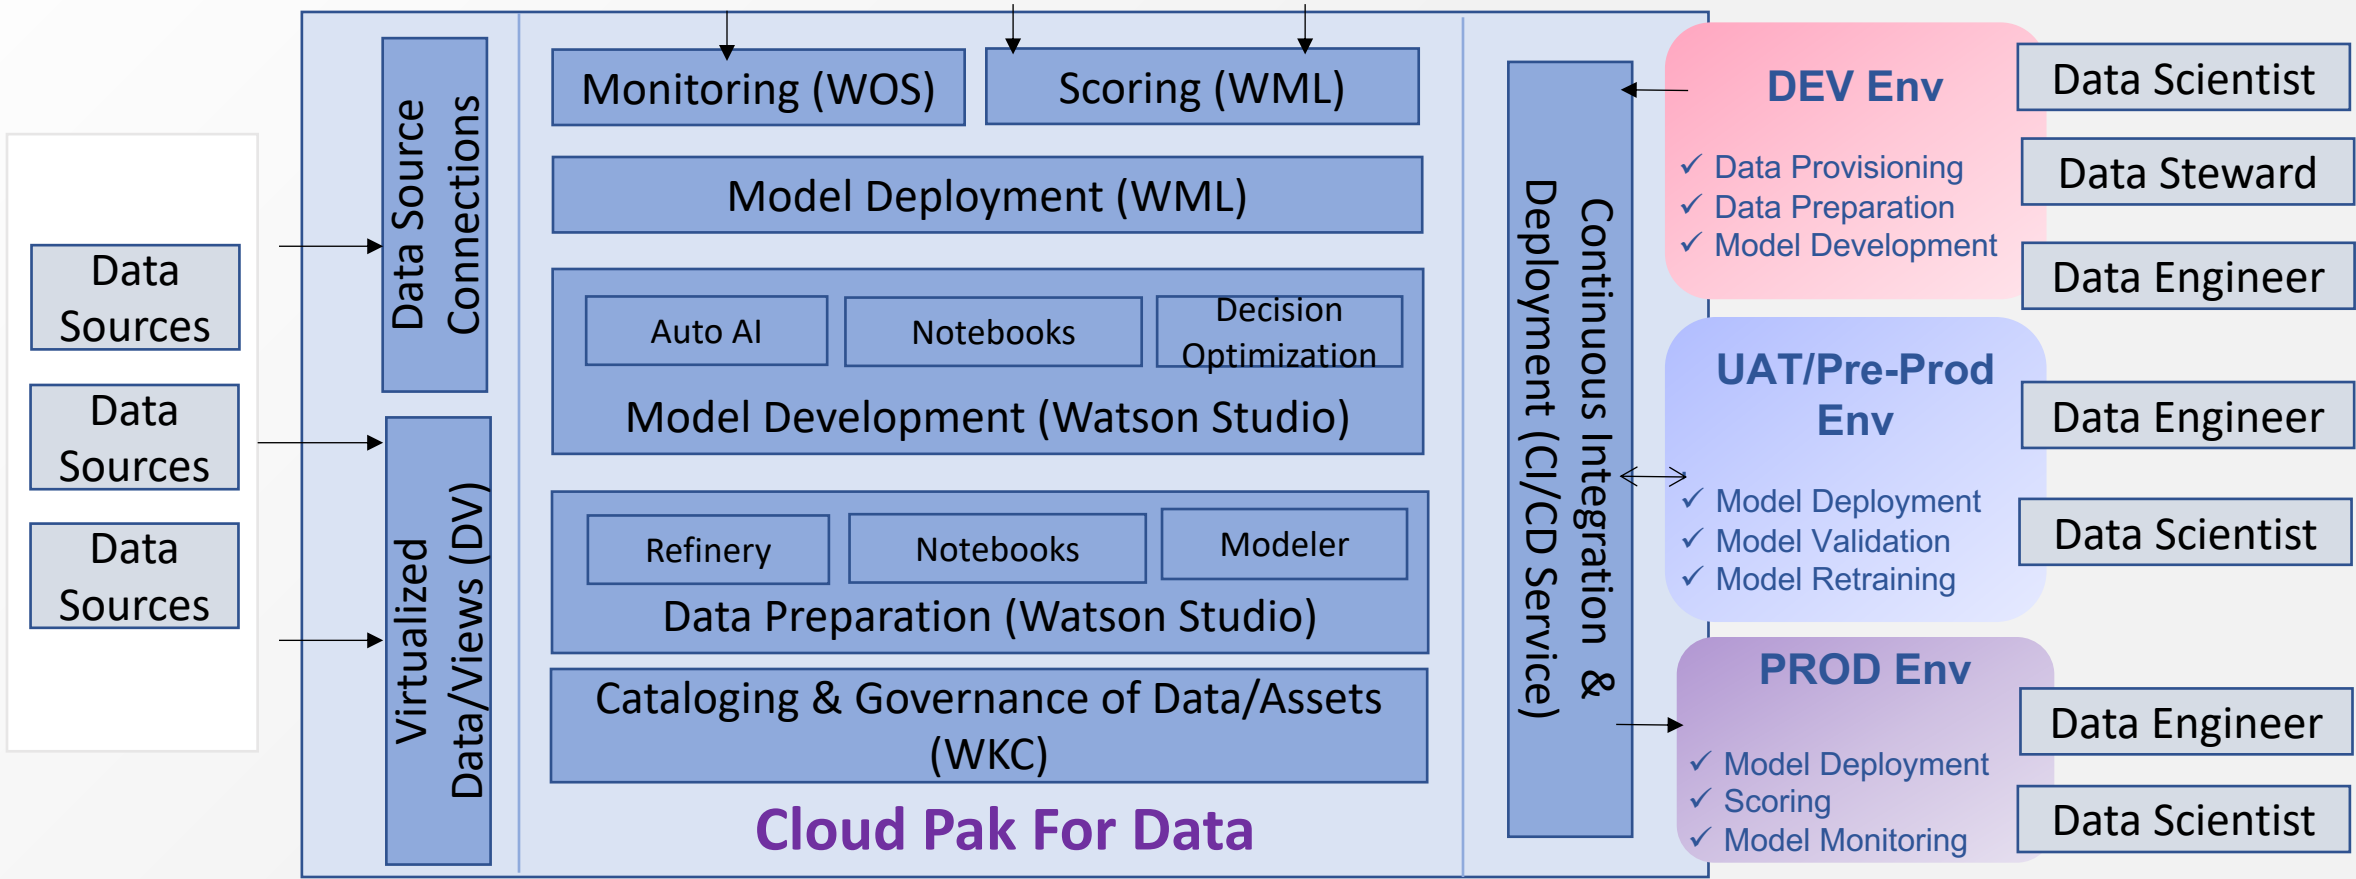 Data
Sources
Data
Sources
Data
Sources
Data Source
Connections
Virtualized
Data/Views (DV)
Monitoring (WOS)
Scoring (WML)
Model Deployment (WML)
Auto AI
Notebooks
Decision
Optimization
Model Development (Watson Studio)
Refinery
Notebooks
Modeler
Data Preparation (Watson Studio)
Cataloging & Governance of Data/Assets
(WKC)
Cloud Pak For Data
Continuous Integration &
Deployment (CI/CD Service)
DEV Env
✓ Data Provisioning
✓ Data Preparation
✓ Model Development
UAT/Pre-Prod
Env
✓ Model Deployment
✓ Model Validation
✓ Model Retraining
PROD Env
✓ Model Deployment
✓ Scoring
✓ Model Monitoring
Data Scientist
Data Steward
Data Engineer
Data Engineer
Data Scientist
Data Engineer
Data Scientist